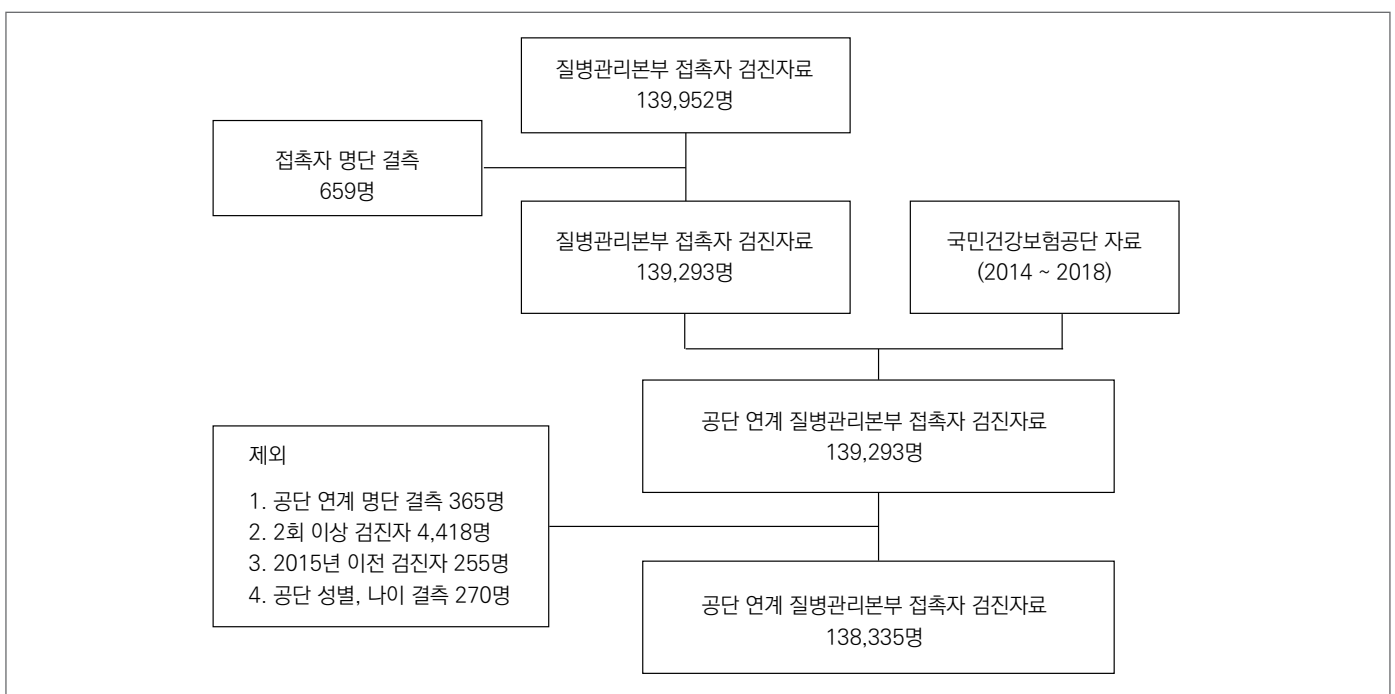 질병관리본부 접촉자 검진자료
139,952명
접촉자 명단 결측
659명
질병관리본부 접촉자 검진자료
139,293명
국민건강보험공단 자료
(2014 ~ 2018)
공단 연계 질병관리본부 접촉자 검진자료
139,293명
제외
1. 공단 연계 명단 결측 365명
2. 2회 이상 검진자 4,418명
3. 2015년 이전 검진자 255명
4. 공단 성별, 나이 결측 270명
공단 연계 질병관리본부 접촉자 검진자료
138,335명